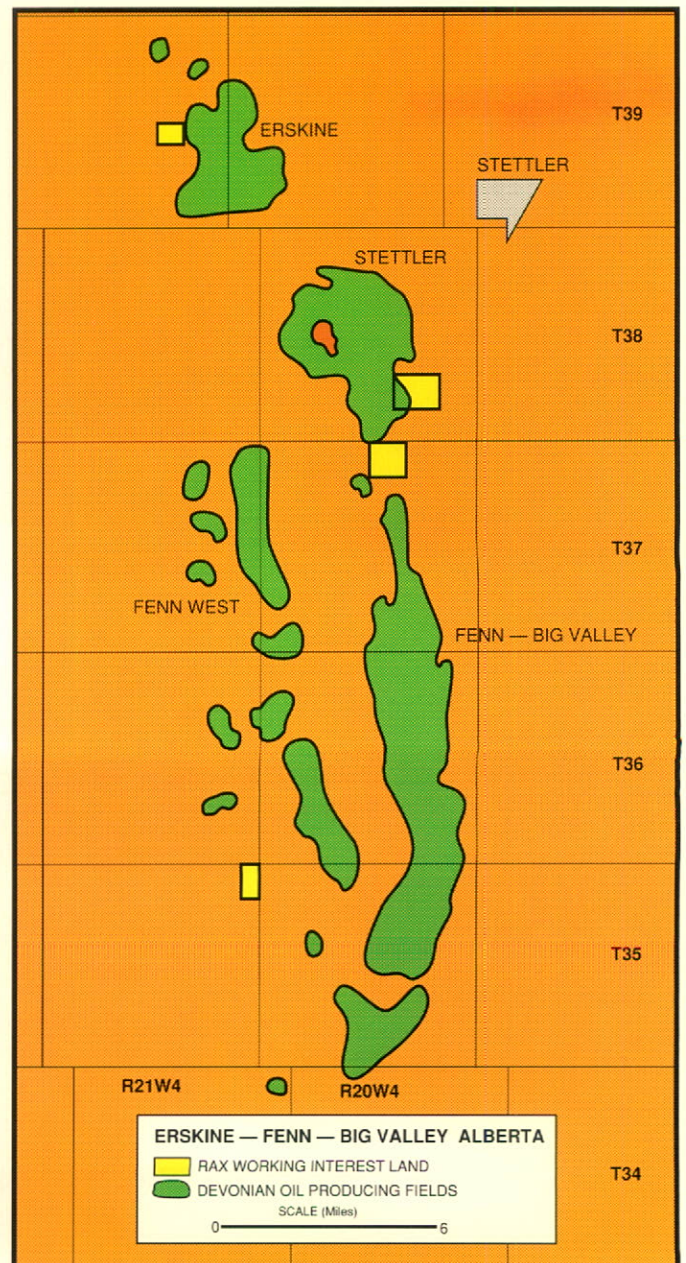 T39
ERSKINE
STETTLER
STETTLER
T38
T37
FENN WEST
FENN — BIG VALLEY
T36
T35
R21W4
R20W4
ERSKINE — FENN — BIG VALLEY ALBERTA
RAX WORKING INTEREST LAND
DEVONIAN OIL PRODUCING FIELDS
SCALE (Miles)
0 6
T34